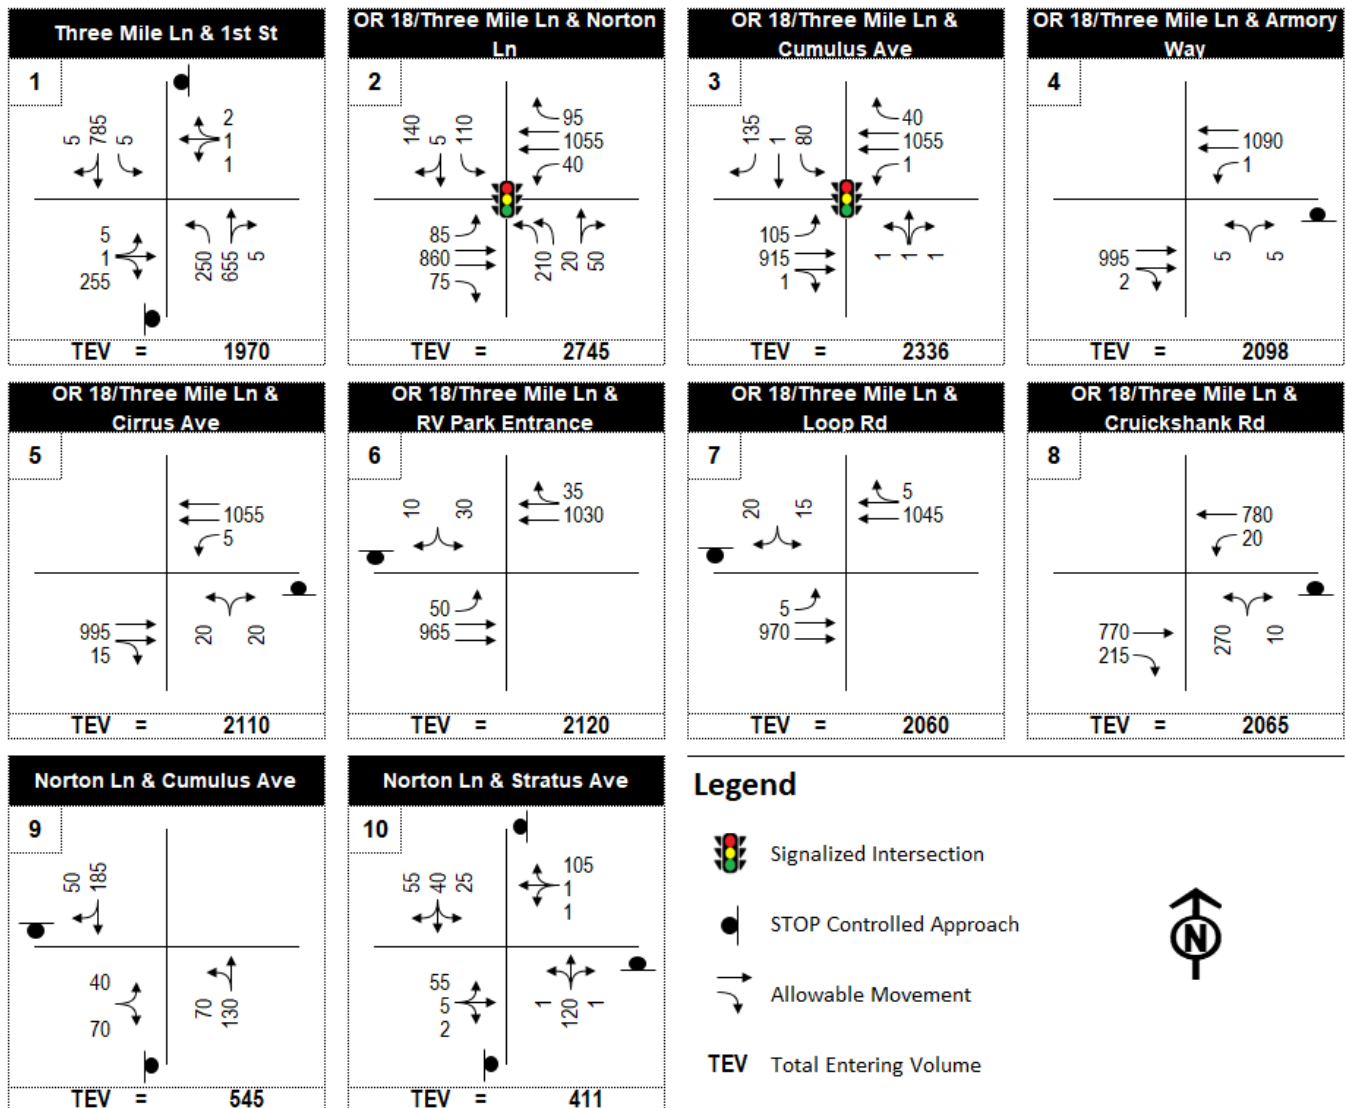 Three Mile Ln & 1st St
1
5 785 5
2
1
1
5
1
255
250 655 5
TEV = 1970
OR 18/Three Mile Ln & Norton
Ln
2
140 5 110
95
1055
40
85
860
75
210 20 50
TEV = 2745
OR 18/Three Mile Ln &
Cumulus Ave
3
135 1 80
40
1055
1
105
915
1
1 1 1
TEV = 2336
OR 18/Three Mile Ln & Armory
Way
4
1090
1
995
2
5 5
TEV = 2098
OR 18/Three Mile Ln &
Cirrus Ave
5
1055
5
995
15
20 20
TEV = 2110
OR 18/Three Mile Ln &
RV Park Entrance
6
10 30
35
1030
50
965
TEV = 2120
OR 18/Three Mile Ln &
Loop Rd
7
20 15
5
1045
5
970
TEV = 2060
OR 18/Three Mile Ln &
Cruickshank Rd
8
780
20
770
215
270 10
TEV = 2065
Norton Ln & Cumulus Ave
9
50 185
40
70
70 130
TEV = 545
Norton Ln & Stratus Ave
10
55 40 25
105
1
1
55
5
2
1 120 1
TEV = 411
Legend
Signalized Intersection
STOP Controlled Approach
Allowable Movement
TEV Total Entering Volume
N